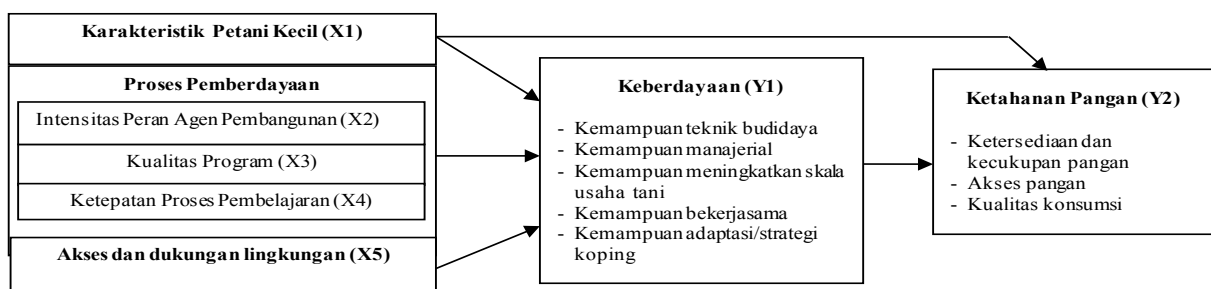 Karakteristik Petani Kecil (X1)
Proses Pemberdayaan
Intensitas Peran Agen Pembangunan (X2)
Kualitas Program (X3)
Ketepatan Proses Pembelajaran (X4)
Akses dan dukungan lingkungan (X5)
Keberdayaan (Y1)
- Kemampuan teknik budidaya
- Kemampuan manajerial
- Kemampuan meningkatkan skala
usaha tani
- Kemampuan bekerjasama
- Kemampuan adaptasi/strategi
koping
Ketahanan Pangan (Y2)
- Ketersediaan dan
kecukupan pangan
- Akses pangan
- Kualitas konsumsi